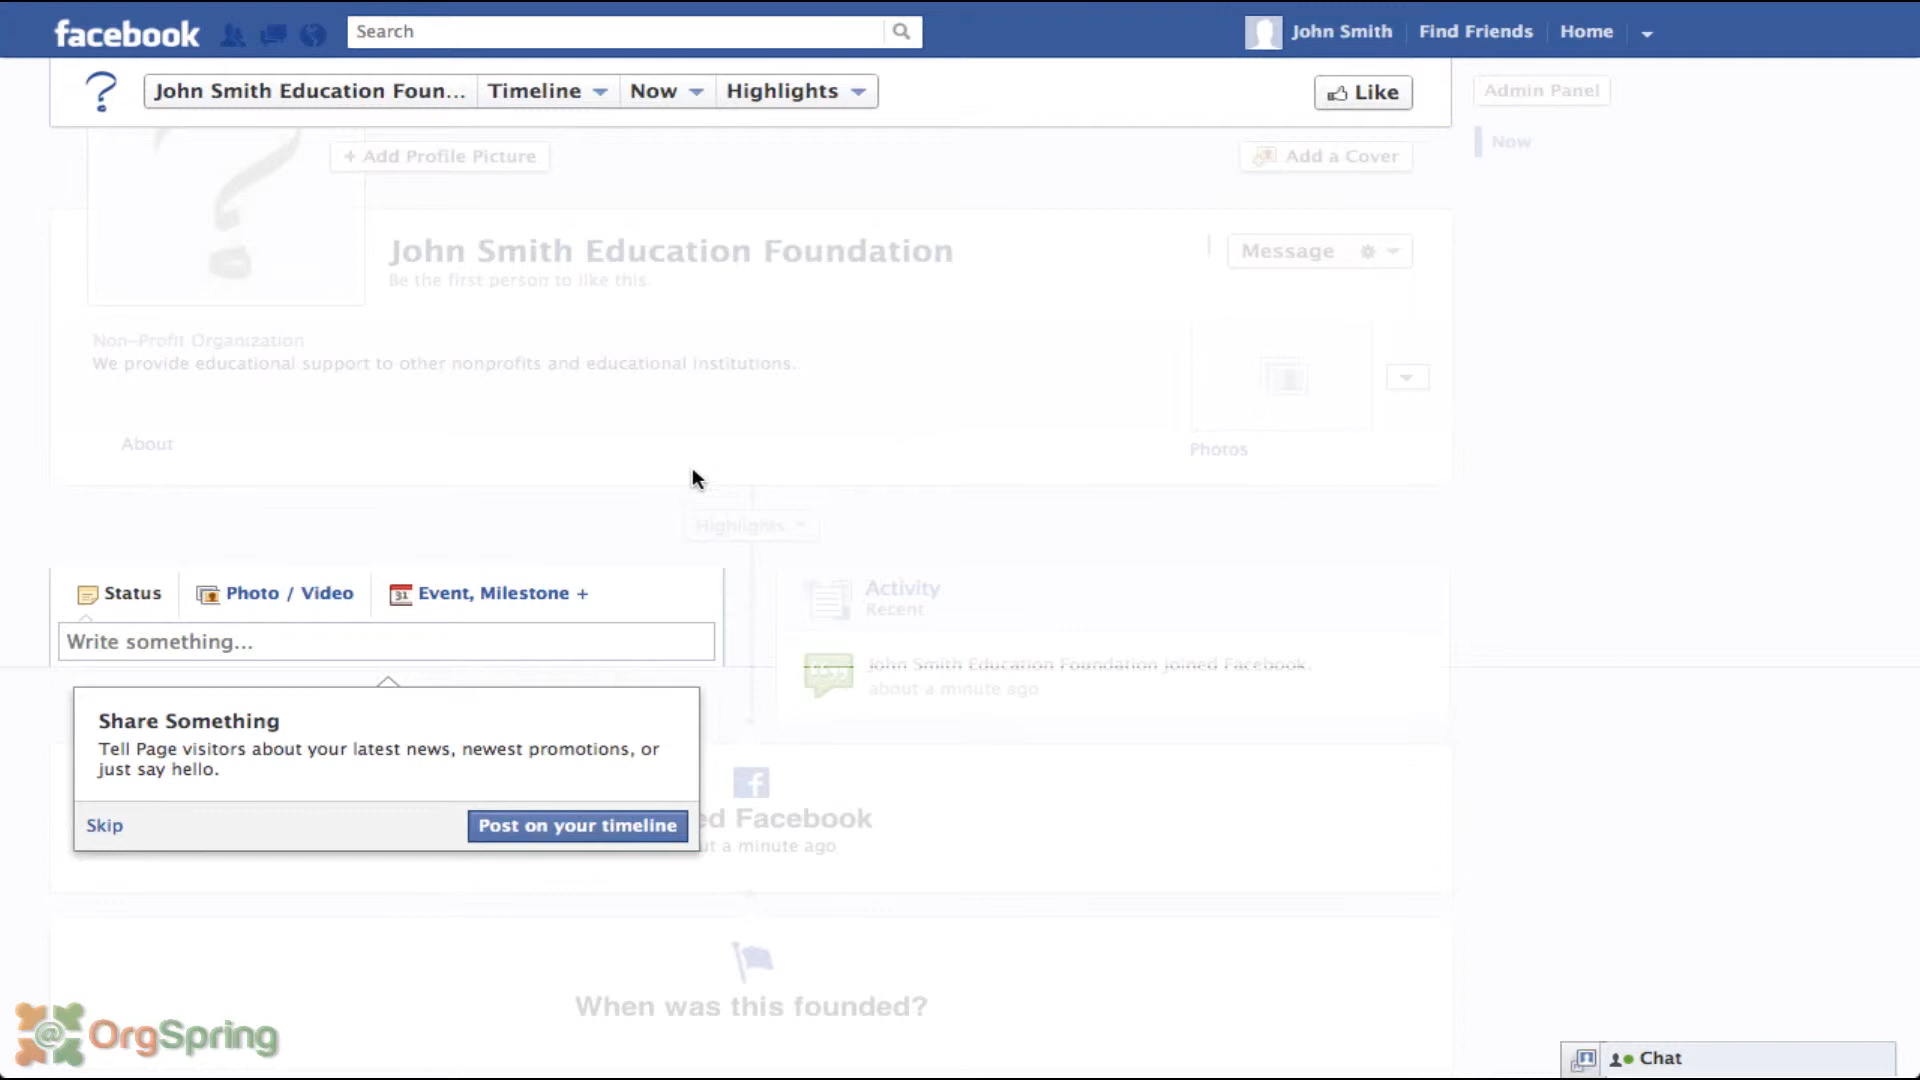 facebook
Search
John Smith
Find Friends
Home
John Smith Education Foun...
Timeline
Now
Highlights
Like
Admin Panel
Now
+ Add Profile Picture
Add a Cover
John Smith Education Foundation
Be the first person to like this.
Message
Non-Profit Organization
We provide educational support to other nonprofits and educational institutions.
About
Photos
Highlights
Status
Photo / Video
31
Event, Milestone +
Write something...
Activity
Recent
John Smith Education Foundation joined Facebook.
about a minute ago
Share Something
Tell Page visitors about your latest news, newest promotions, or
just say hello.
Skip
Post on your timeline
Facebook
a minute ago
When was this founded?
@ OrgSpring
Chat